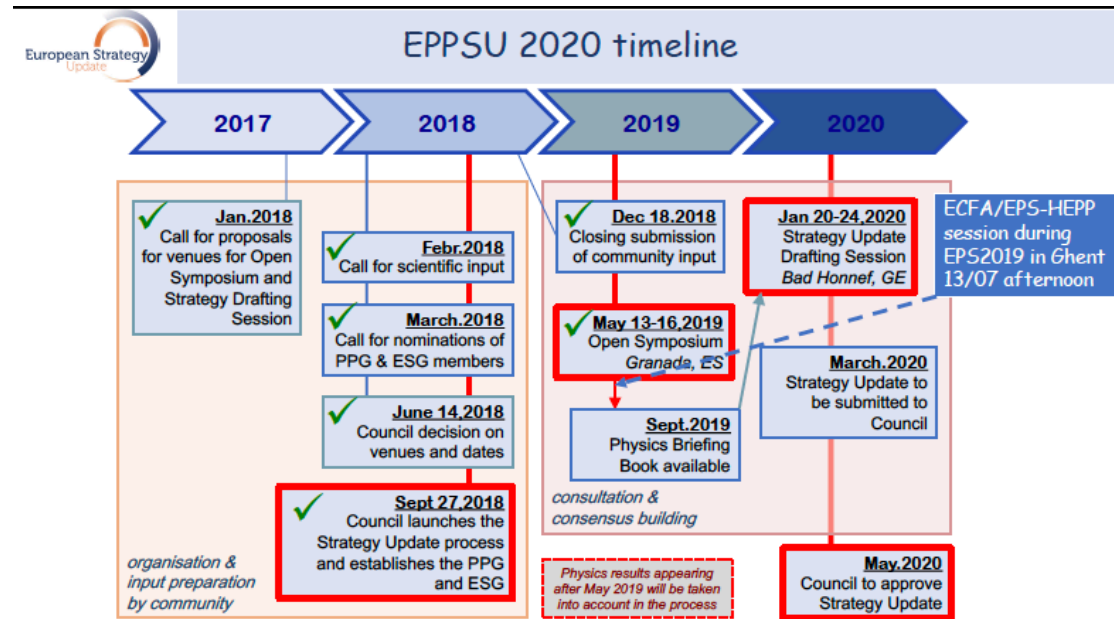 European Strategy
Update
EPPSU 2020 timeline
2017
2018
2019
2020
Jan.2018
Call for proposals
for venues for Open
Symposium and
Strategy Drafting
Session
Febr.2018
Call for scientific input
March.2018
Call for nominations of
PPG & ESG members
June 14,2018
Council decision on
venues and dates
Sept 27,2018
Council launches the
Strategy Update process
and establishes the PPG
and ESG
organisation &
input preparation
by community
Dec 18.2018
Closing submission
of community input
May 13-16,2019
Open Symposium
Granada, ES
Sept.2019
Physics Briefing
Book available
consultation &
consensus building
Physics results appearing
after May 2019 will be taken
into account in the process
Jan 20-24,2020
Strategy Update
Drafting Session
Bad Honnef, GE
March.2020
Strategy Update to
be submitted to
Council
May.2020
Council to approve
Strategy Update
ECFA/EPS-HEPP
session during
EPS2019 in Ghent
13/07 afternoon